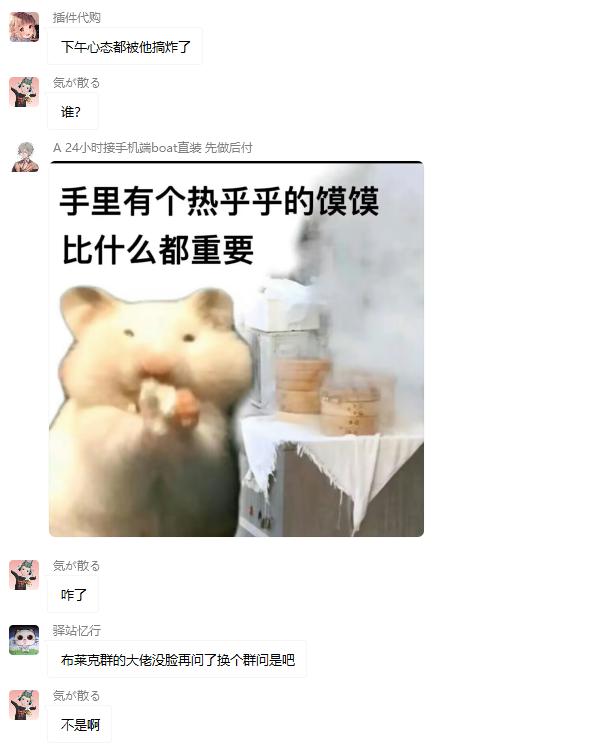 插件代购
下午心态都被他搞炸了
気が散る
谁?
A 24小时接手机端boat直装 先做后付
手里有个热乎乎的馍馍
比什么都重要
気が散る
咋了
驿站忆行
布莱克群的大佬没脸再问了换个群问是吧
気が散る
不是啊